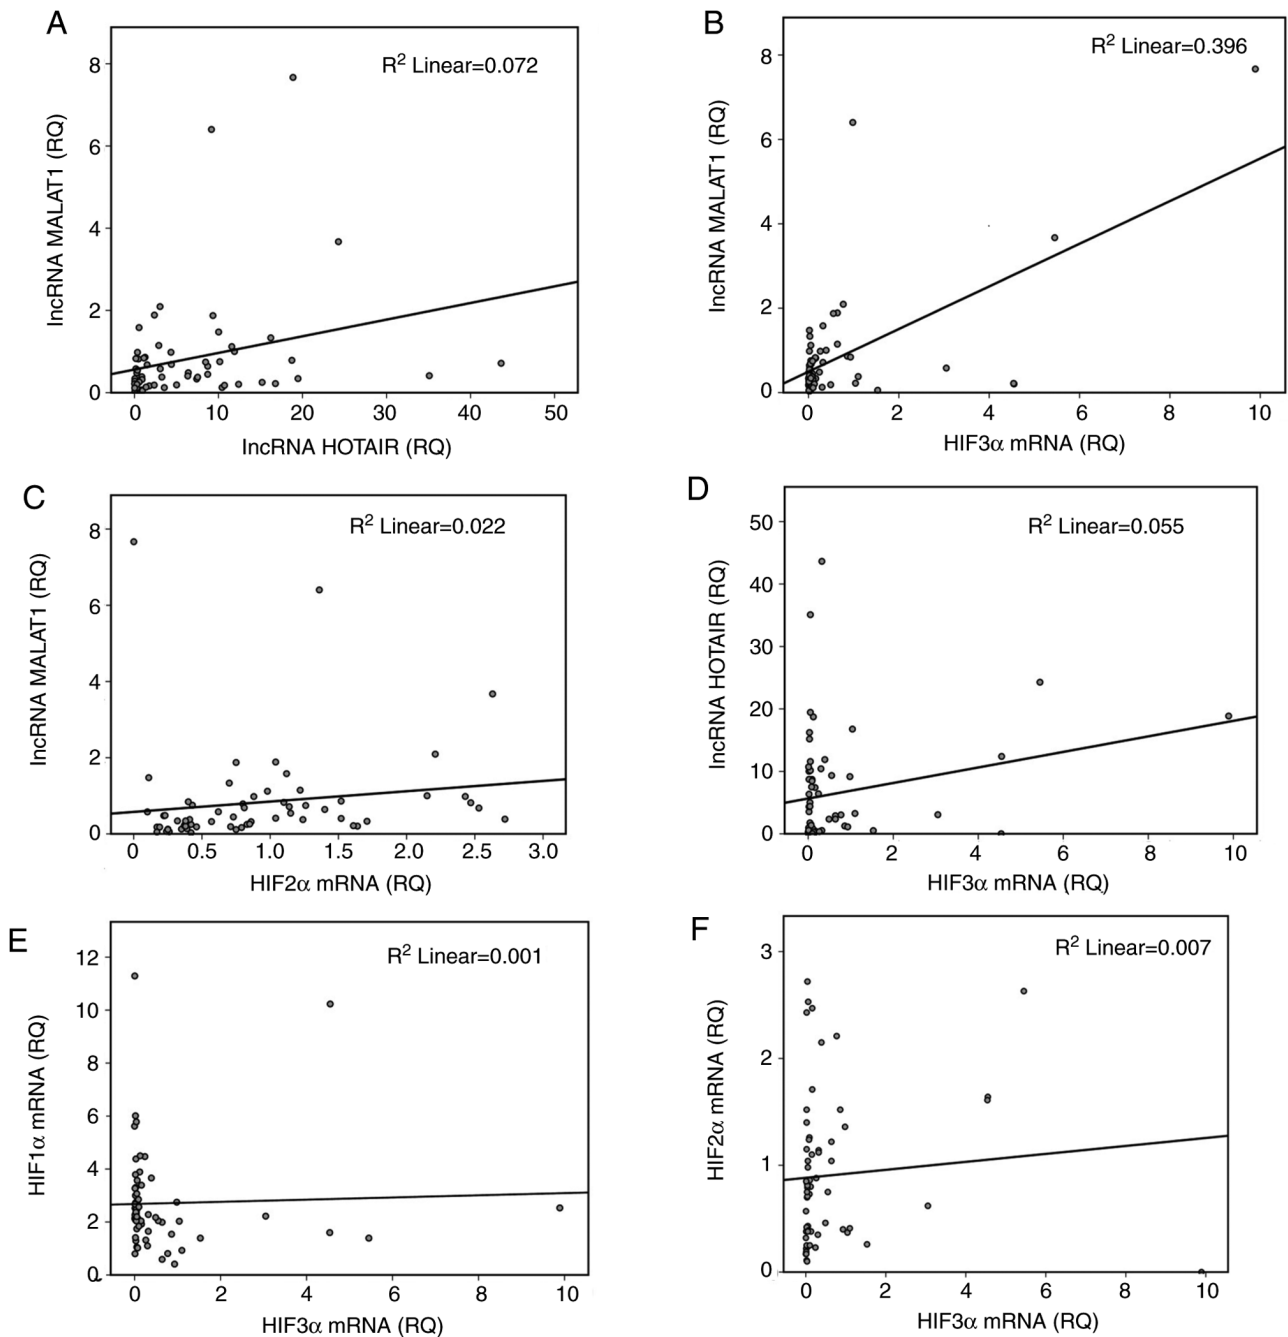 A
R² Linear=0.072
lncRNA MALAT1 (RQ)
8
6
4
2
0
0 10 20 30 40 50
lncRNA HOTAIR (RQ)
B
R² Linear=0.396
lncRNA MALAT1 (RQ)
8
6
4
2
0
0 2 4 6 8 10
HIF3α mRNA (RQ)
C
R² Linear=0.022
lncRNA MALAT1 (RQ)
8
6
4
2
0
0 0.5 1.0 1.5 2.0 2.5 3.0
HIF2α mRNA (RQ)
D
R² Linear=0.055
lncRNA HOTAIR (RQ)
50
40
30
20
10
0
0 2 4 6 8 10
HIF3α mRNA (RQ)
E
R² Linear=0.001
HIF1α mRNA (RQ)
12
10
8
6
4
2
0
0 2 4 6 8 10
HIF3α mRNA (RQ)
F
R² Linear=0.007
HIF2α mRNA (RQ)
3
2
1
0
0 2 4 6 8 10
HIF3α mRNA (RQ)